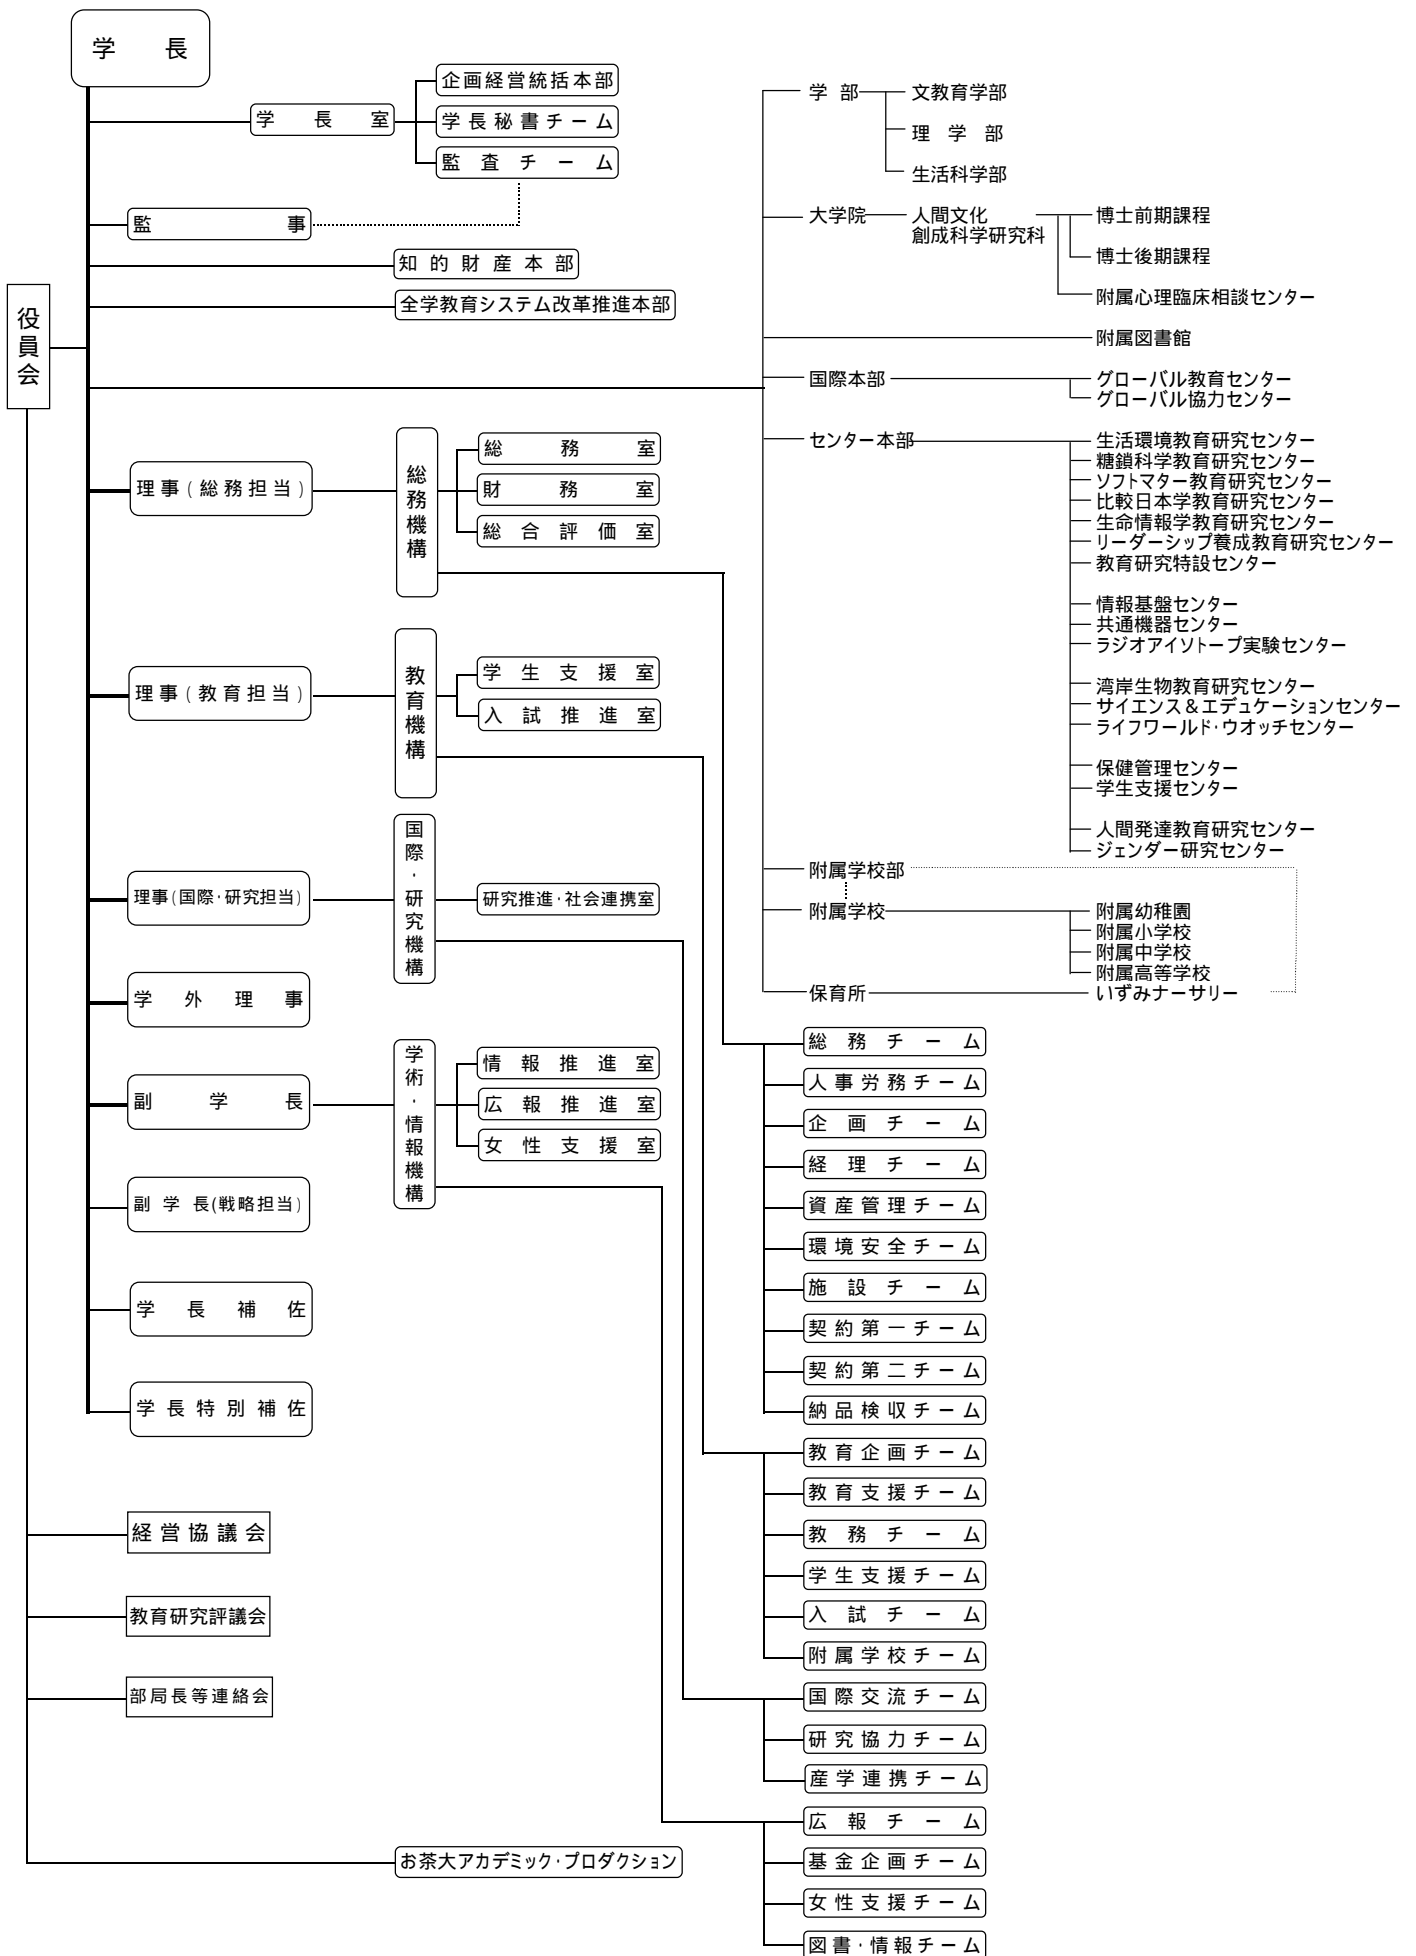 学長
企画経営統括本部
学長室
学長秘書チーム
監査チーム
監事
知的財産本部
全学教育システム改革推進本部
役員会
理事(総務担当)
総務機構
総務室
財務室
総合評価室
理事(教育担当)
教育機構
学生支援室
入試推進室
理事(国際・研究担当)
国際・研究機構
研究推進・社会連携室
学外理事
副学長
学術・情報機構
情報推進室
広報推進室
女性支援室
副学長(戦略担当)
学長補佐
学長特別補佐
経営協議会
教育研究評議会
部局長等連絡会
お茶大アカデミック・プロダクション
学部
文教育学部
理学部
生活科学部
大学院
人間文化
創成科学研究科
博士前期課程
博士後期課程
附属心理臨床相談センター
附属図書館
国際本部
グローバル教育センター
グローバル協力センター
センター本部
生活環境教育研究センター
糖鎖科学教育研究センター
ソフトマター教育研究センター
比較日本学教育研究センター
生命情報学教育研究センター
リーダーシップ養成教育研究センター
教育研究特設センター
情報基盤センター
共通機器センター
ラジオアイソトープ実験センター
湾岸生物教育研究センター
サイエンス&エデュケーションセンター
ライフワールド・ウオッチセンター
保健管理センター
学生支援センター
人間発達教育研究センター
ジェンダー研究センター
附属学校部
附属学校
附属幼稚園
附属小学校
附属中学校
附属高等学校
保育所
いずみナーサリー
総務チーム
人事労務チーム
企画チーム
経理チーム
資産管理チーム
環境安全チーム
施設チーム
契約第一チーム
契約第二チーム
納品検収チーム
教育企画チーム
教育支援チーム
教務チーム
学生支援チーム
入試チーム
附属学校チーム
国際交流チーム
研究協力チーム
産学連携チーム
広報チーム
基金企画チーム
女性支援チーム
図書・情報チーム